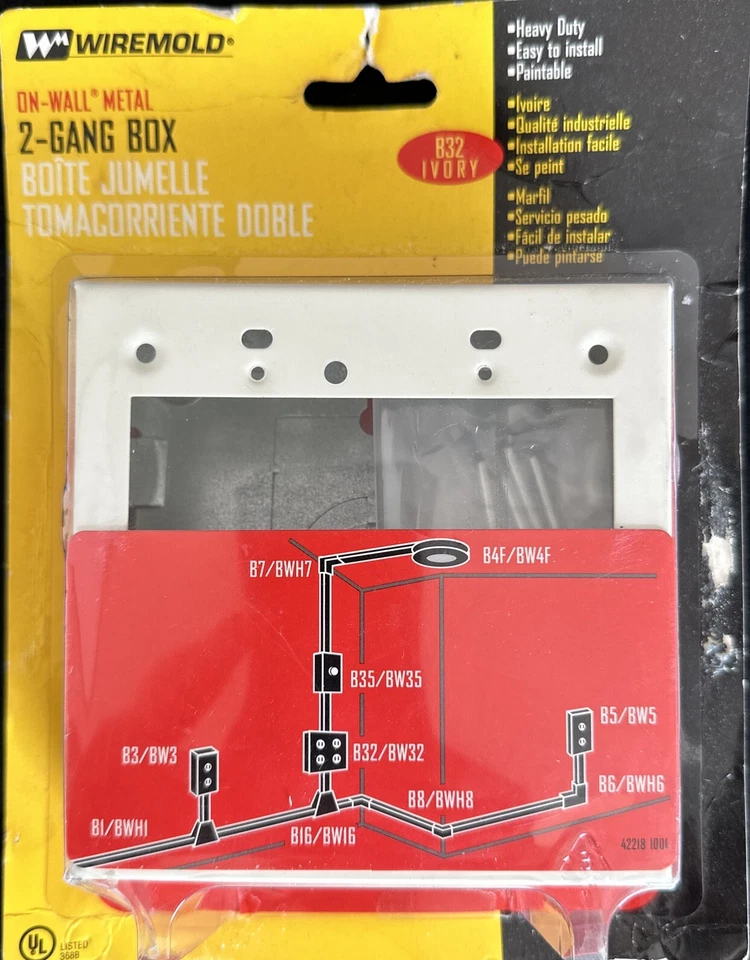 WM WIREMOLD®
ON-WALL® METAL
2-GANG BOX
BOÎTE JUMELLE
TOMACORRIENTE DOBLE
B32
IVORY
▪Heavy Duty
▪Easy to install
▪Paintable
▪Ivoire
▪Qualité industrielle
▪Installation facile
▪Se peint
▪Marfil
▪Servicio pesado
▪Fácil de instalar
▪Puede pintarse
B7/BWH7
B4F/BW4F
B35/BW35
B5/BW5
B3/BW3
B32/BW32
B6/BWH6
B8/BWH8
B1/BWH1
B16/BW16
42218 1001
UL
LISTED
368B